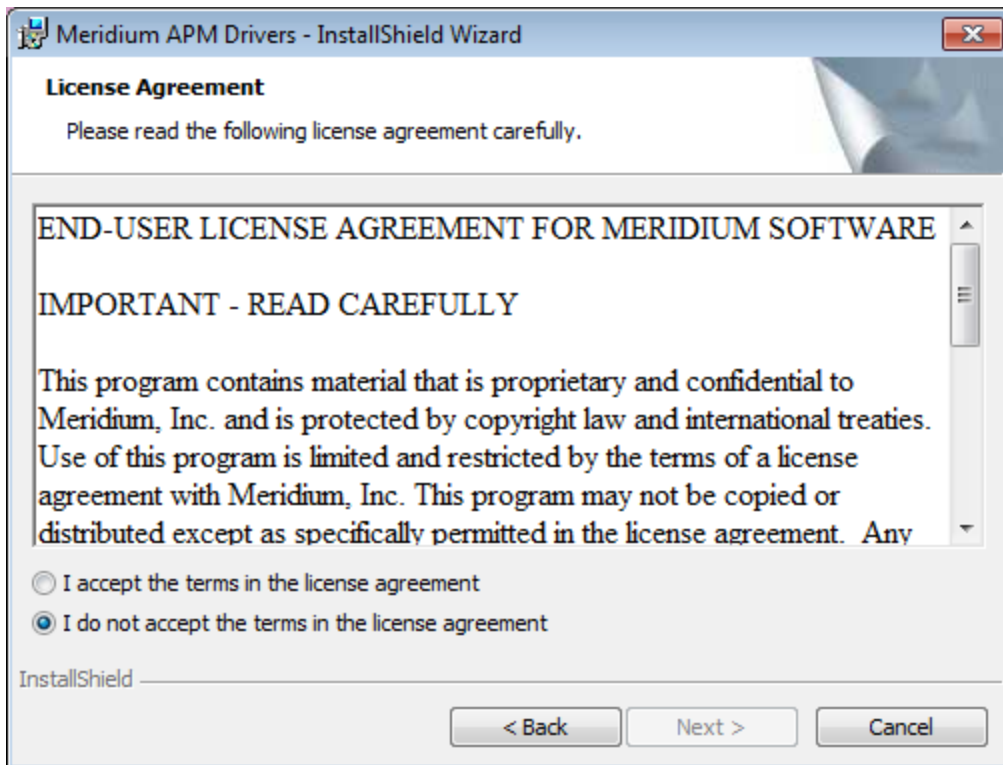 Meridium APM Drivers - InstallShield Wizard
License Agreement
Please read the following license agreement carefully.
END-USER LICENSE AGREEMENT FOR MERIDIUM SOFTWARE
IMPORTANT - READ CAREFULLY
This program contains material that is proprietary and confidential to
Meridium, Inc. and is protected by copyright law and international treaties.
Use of this program is limited and restricted by the terms of a license
agreement with Meridium, Inc. This program may not be copied or
distributed except as specifically permitted in the license agreement.  Any
I accept the terms in the license agreement
I do not accept the terms in the license agreement
InstallShield
< Back
Next >
Cancel